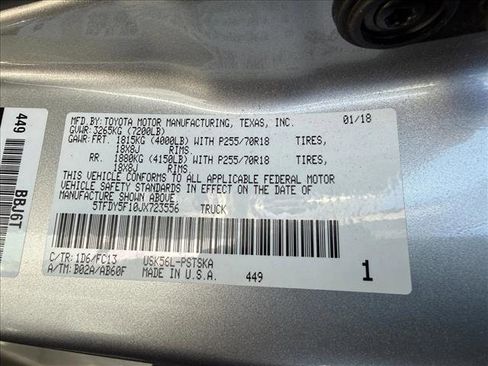 MFD.BY:TOYOTA MOTOR MANUFACTURING, TEXAS, INC. 01/18
GVWR:3265KG (7200LB)
GAWR:FRT. 1815KG (4000LB) WITH P255/70R18 TIRES,
18X8J RIMS.
RR. 1880KG (4150LB) WITH P255/70R18 TIRES,
18X8J RIMS.
THIS VEHICLE CONFORMS TO ALL APPLICABLE FEDERAL MOTOR
VEHICLE SAFETY STANDARDS IN EFFECT ON THE DATE OF
MANUFACTURE SHOWN ABOVE.
5TFDY5F10JX723556 TRUCK
C/TR:1D6/FC13 USK56L-PSTSKA
A/TM:B02A/AB60F MADE IN U.S.A. 449 1
449
BBJ6T